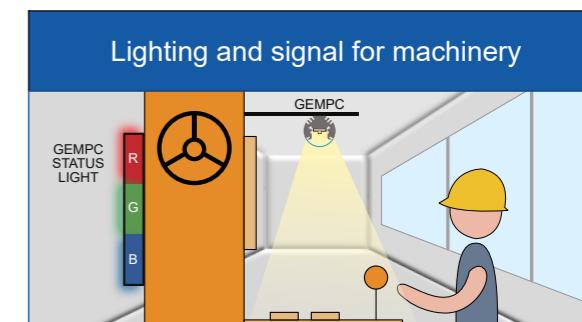 Lighting and signal for machinery
GEMPC
GEMPC
STATUS
LIGHT
R
G
B